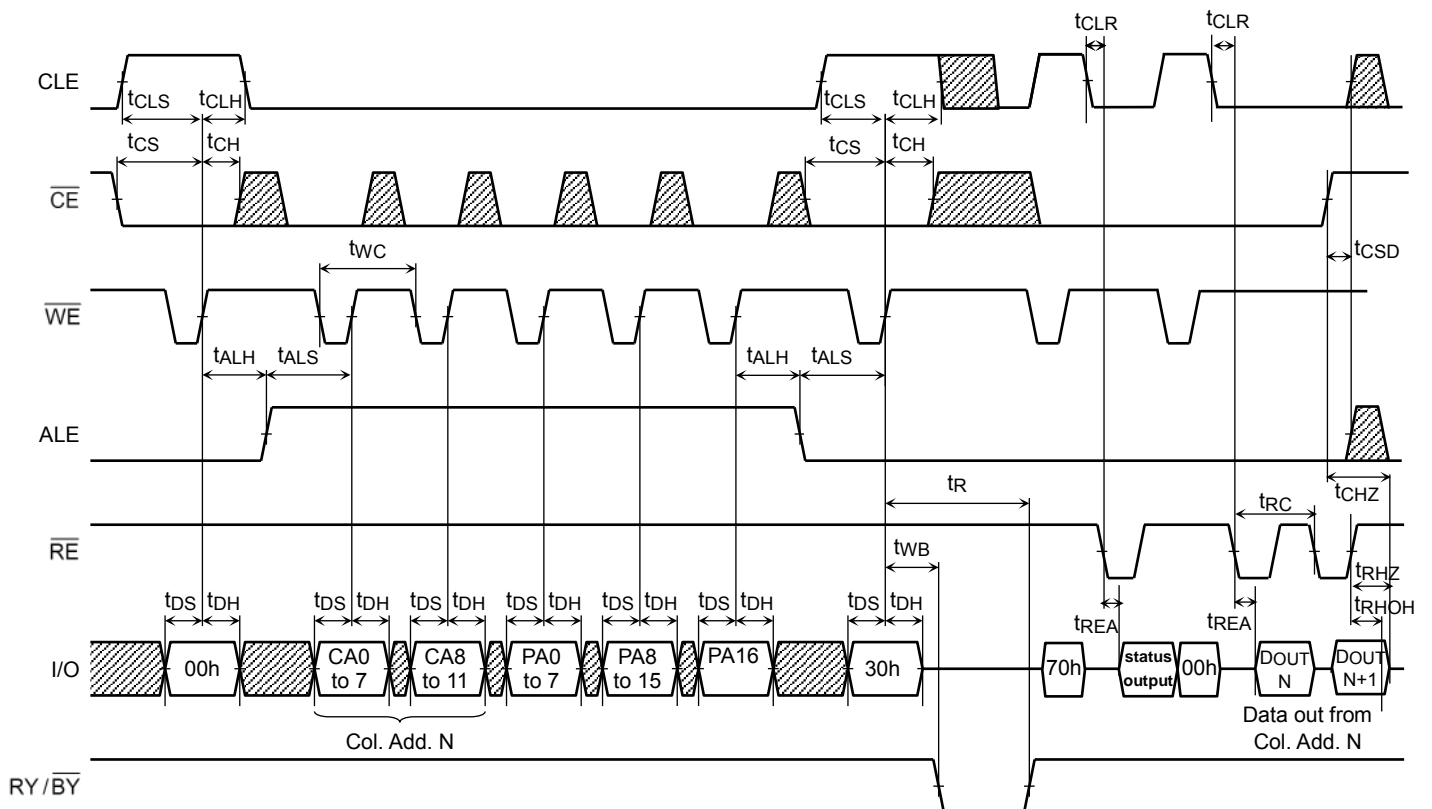 tCLR tCLR
CLE
tCLS tCLH tCLS tCLH
tCS tCH tCS tCH
CE
tWC tCSD
WE
tALH tALS tALH tALS
ALE
tR tCHZ
tRC
RE
tWB
tRHZ
tDS tDH tDS tDH tDS tDH tDS tDH tDS tDH tDS tDH tDS tDH tRHOH
tREA tREA
I/O 00h CA0 to 7 CA8 to 11 PA0 to 7 PA8 to 15 PA16 30h 70h status output 00h DOUT N DOUT N+1
Col. Add. N Data out from Col. Add. N
RY/BY